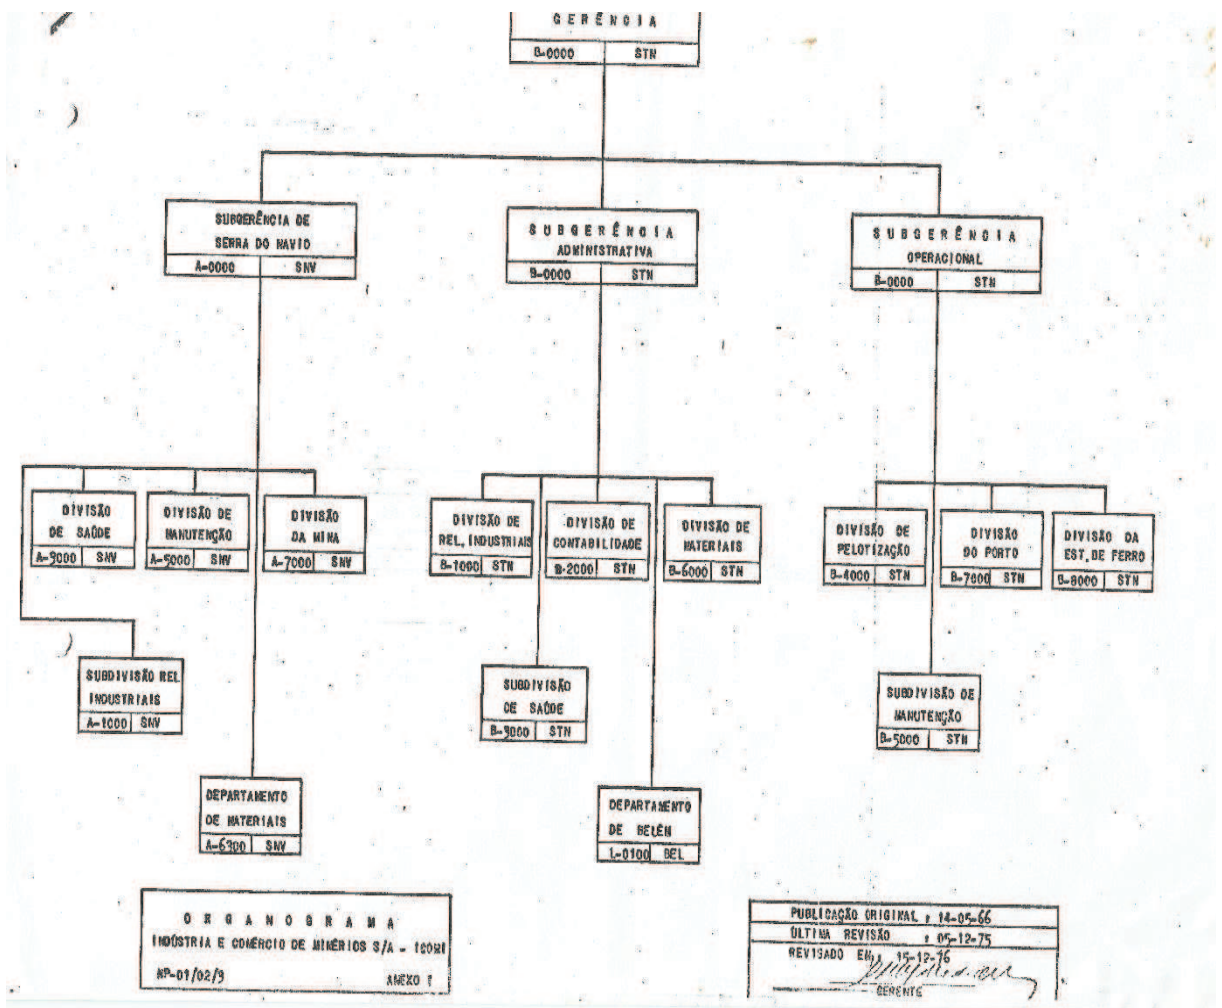 GERÊNCIA
B-0000 STN
SUBGERÊNCIA DE
SERRA DO NAVIO
A-0000 SNV
SUBGERÊNCIA
ADMINISTRATIVA
B-0000 STN
SUBGERÊNCIA
OPERACIONAL
B-0000 STN
DIVISÃO
DE SAÚDE
A-9000 SNV
DIVISÃO DE
MANUTENÇÃO
A-5000 SNV
DIVISÃO
DA MINA
A-7000 SNV
DIVISÃO DE
REL. INDUSTRIAIS
B-1000 STN
DIVISÃO DE
CONTABILIDADE
B-2000 STN
DIVISÃO DE
MATERIAIS
B-6000 STN
DIVISÃO DE
PELOTIZAÇÃO
B-4000 STN
DIVISÃO
DO PORTO
B-7000 STN
DIVISÃO DA
EST. DE FERRO
B-8000 STN
SUBDIVISÃO REL
INDUSTRIAIS
A-1000 SNV
SUBDIVISÃO
DE SAÚDE
B-9000 STN
SUBDIVISÃO DE
MANUTENÇÃO
B-5000 STN
DEPARTAMENTO
DE MATERIAIS
A-6300 SNV
DEPARTAMENTO
DE BELÉM
L-0100 BEL
ORGANOGRAMA
INDÚSTRIA E COMÉRCIO DE MINÉRIOS S/A - ICOMI
NP-01/02/9 ANEXO I
PUBLICAÇÃO ORIGINAL : 14-05-66
ÚLTIMA REVISÃO : 05-12-75
REVISADO EM: 15-12-76
GERENTE